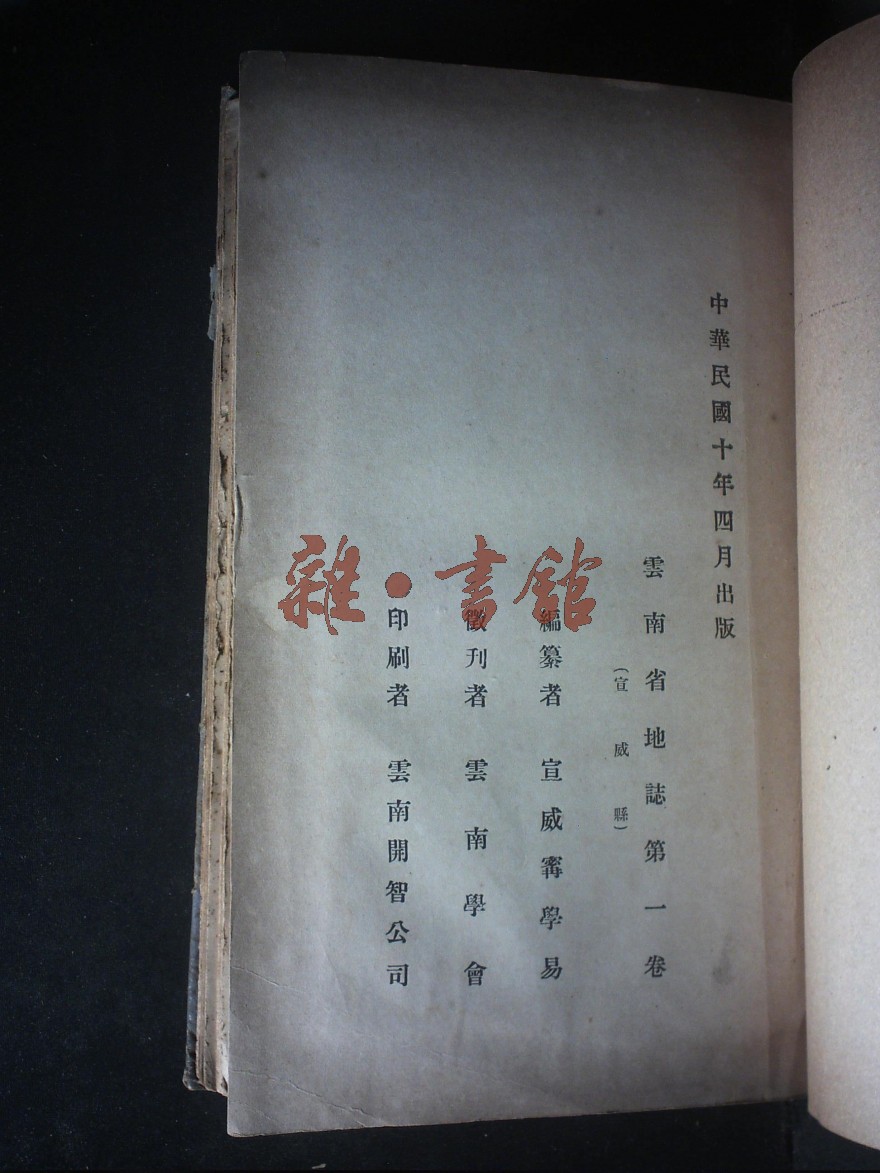 中華民國十年四月出版
雲南省地誌第一卷
（宣威縣）
編纂者 宣威甯學易
徵刊者 雲南學會
印刷者 雲南開智公司
雜·書館